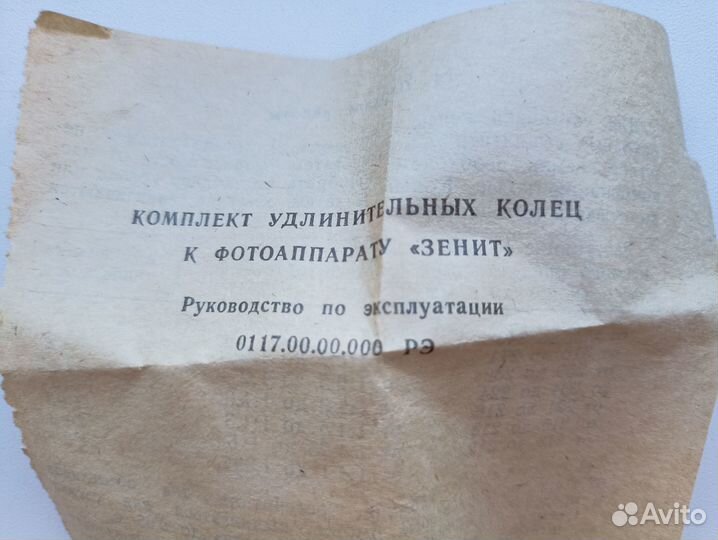 КОМПЛЕКТ УДЛИНИТЕЛЬНЫХ КОЛЕЦ
К ФОТОАППАРАТУ «ЗЕНИТ»
Руководство по эксплуатации
0117.00.00.000 РЭ
Avito